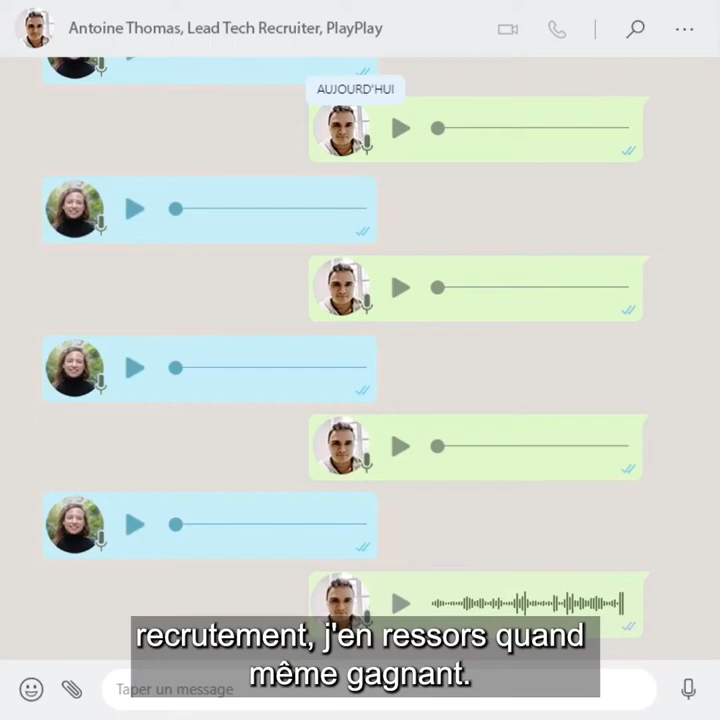 Antoine Thomas, Lead Tech Recruiter, PlayPlay
AUJOURD'HUI
recrutement, j'en ressors quand
même gagnant.
Taper un message